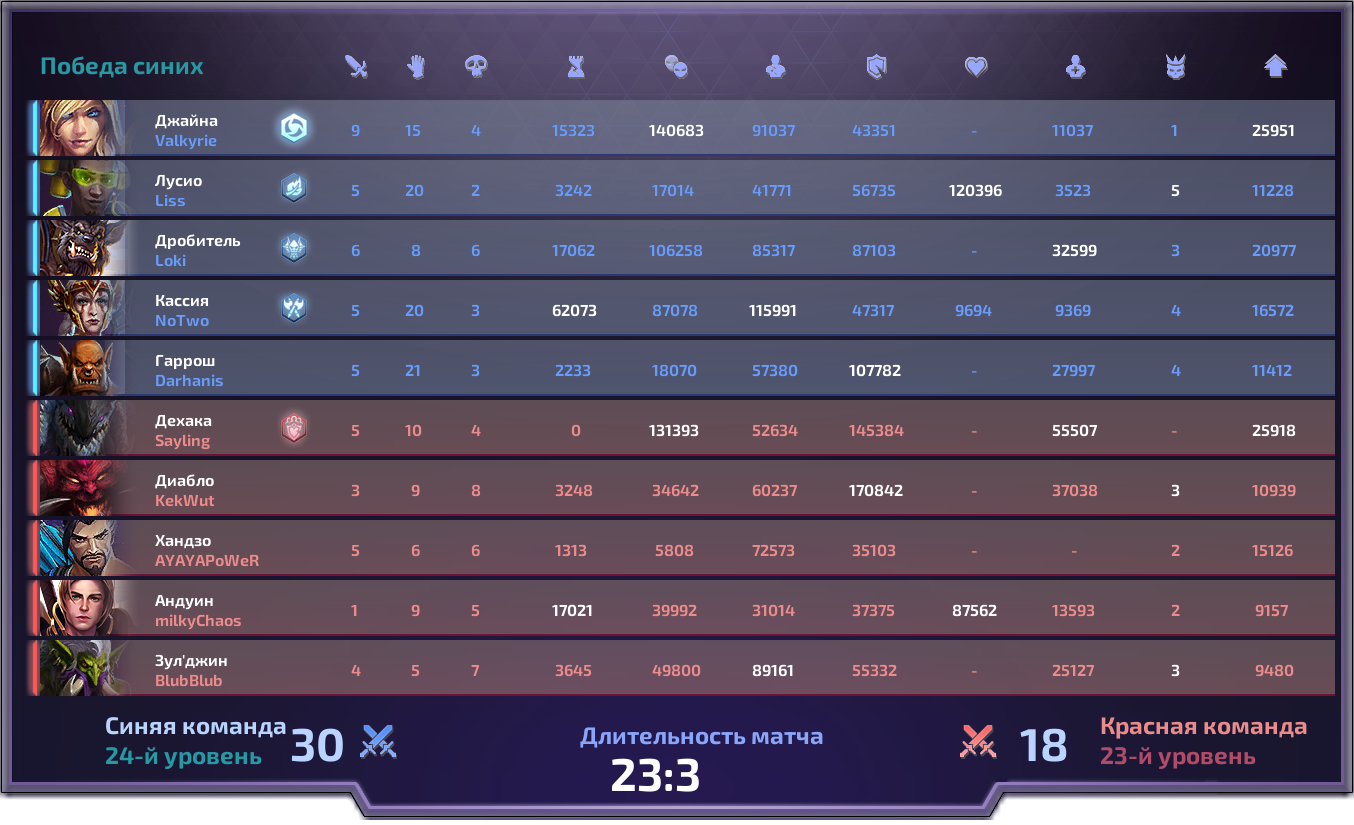 Победа синих
Джайна 9 15 4 15323 140683 91037 43351 - 11037 1 25951
Valkyrie
Лусио 5 20 2 3242 17014 41771 56735 120396 3523 5 11228
Liss
Дробитель 6 8 6 17062 106258 85317 87103 - 32599 3 20977
Loki
Кассия 5 20 3 62073 87078 115991 47317 9694 9369 4 16572
NoTwo
Гаррош 5 21 3 2233 18070 57380 107782 - 27997 4 11412
Darhanis
Дехака 5 10 4 0 131393 52634 145384 - 55507 - 25918
Sayling
Диабло 3 9 8 3248 34642 60237 170842 - 37038 3 10939
KekWut
Хандзо 5 6 6 1313 5808 72573 35103 - - 2 15126
AYAYAPoWeR
Андуин 1 9 5 17021 39992 31014 37375 87562 13593 2 9157
milkyChaos
Зул'джин 4 5 7 3645 49800 89161 55332 - 25127 3 9480
BlubBlub
Синяя команда 30
24-й уровень
Длительность матча
23:3
18 Красная команда
23-й уровень